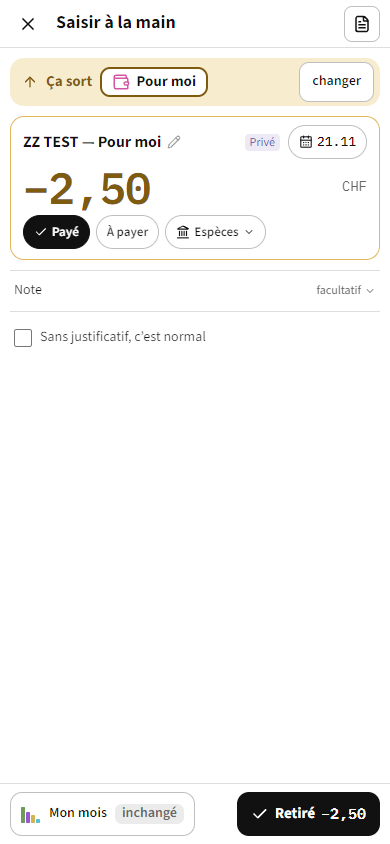 Saisir à la main
Ça sort Pour moi changer
ZZ TEST — Pour moi Privé 21.11
−2,50 CHF
Payé À payer Espèces
Note facultatif
Sans justificatif, c’est normal
Mon mois inchangé Retiré −2,50